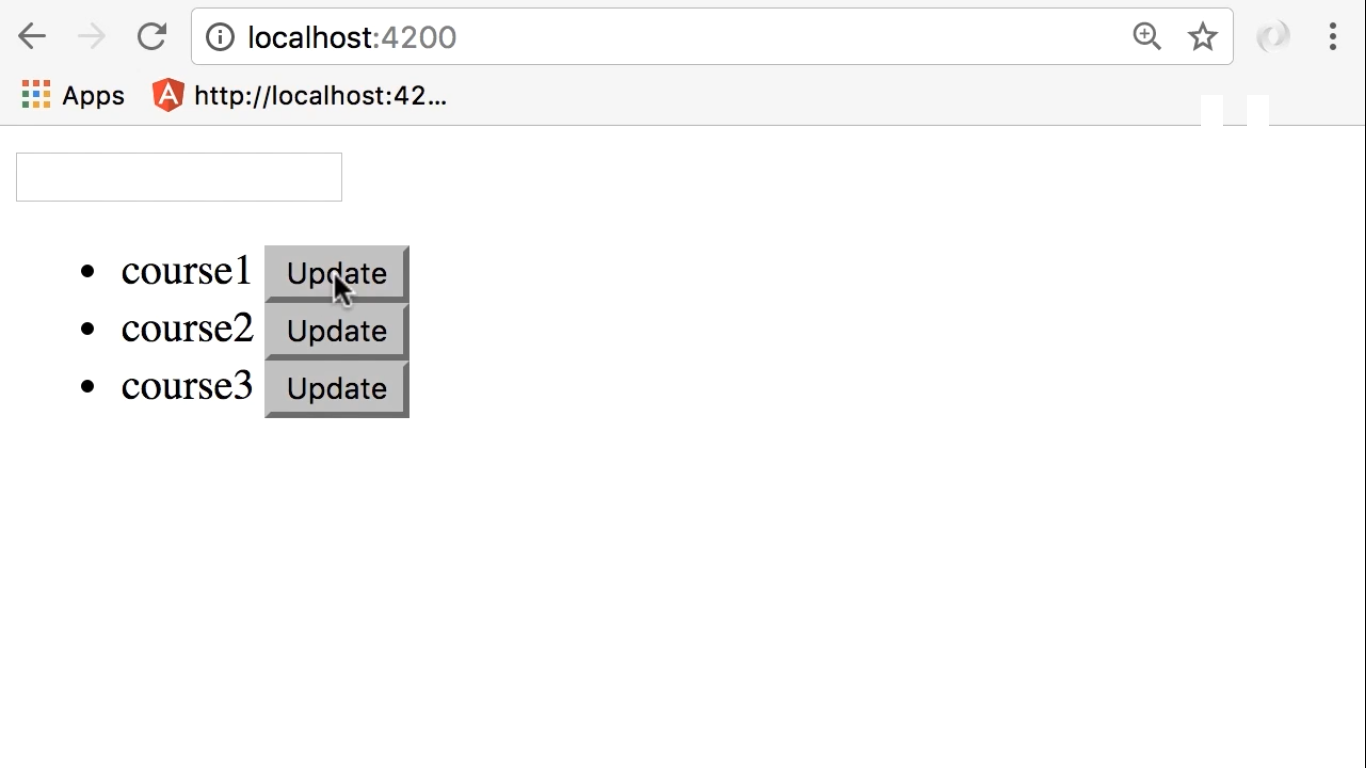 localhost:4200
Apps http://localhost:42...
course1 Update
course2 Update
course3 Update